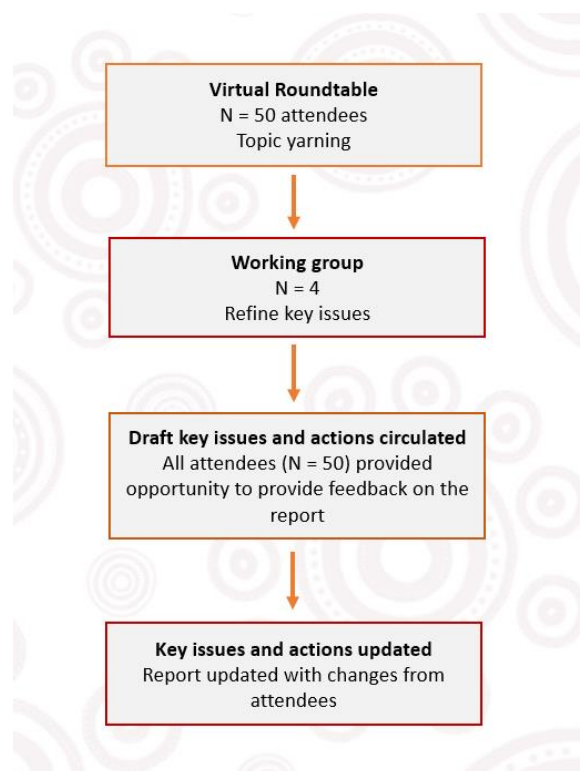 Virtual Roundtable
N = 50 attendees
Topic yarning
Working group
N = 4
Refine key issues
Draft key issues and actions circulated
All attendees (N = 50) provided
opportunity to provide feedback on the
report
Key issues and actions updated
Report updated with changes from
attendees